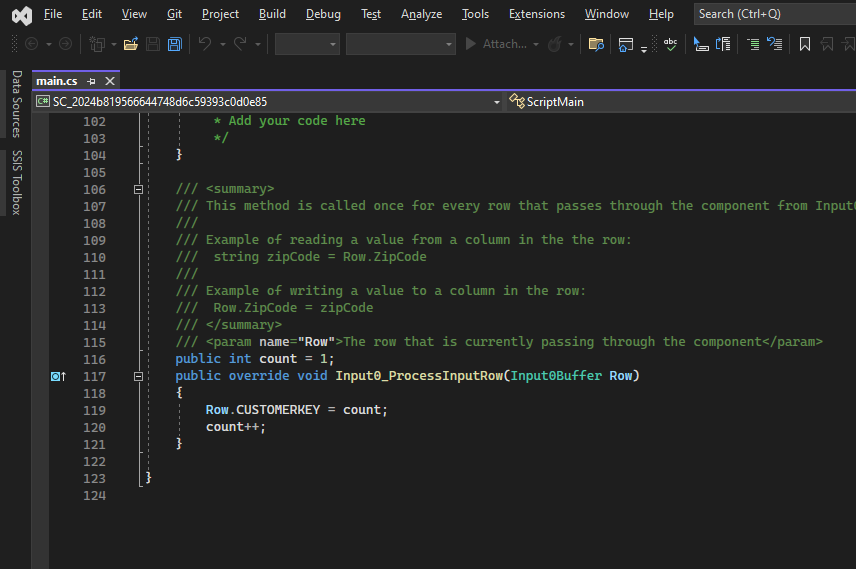 File Edit View Git Project Build Debug Test Analyze Tools Extensions Window Help Search (Ctrl+Q)
Attach...
abc
Data Sources
SSIS Toolbox
main.cs
C# SC_2024b819566644748d6c59393c0d0e85 ScriptMain
102 * Add your code here
103 */
104 }
105
106 /// <summary>
107 /// This method is called once for every row that passes through the component from Input0
108 ///
109 /// Example of reading a value from a column in the the row:
110 ///  string zipCode = Row.ZipCode
111 ///
112 /// Example of writing a value to a column in the row:
113 ///  Row.ZipCode = zipCode
114 /// </summary>
115 /// <param name="Row">The row that is currently passing through the component</param>
116 public int count = 1;
117 public override void Input0_ProcessInputRow(Input0Buffer Row)
118 {
119 Row.CUSTOMERKEY = count;
120 count++;
121 }
122
123 }
124